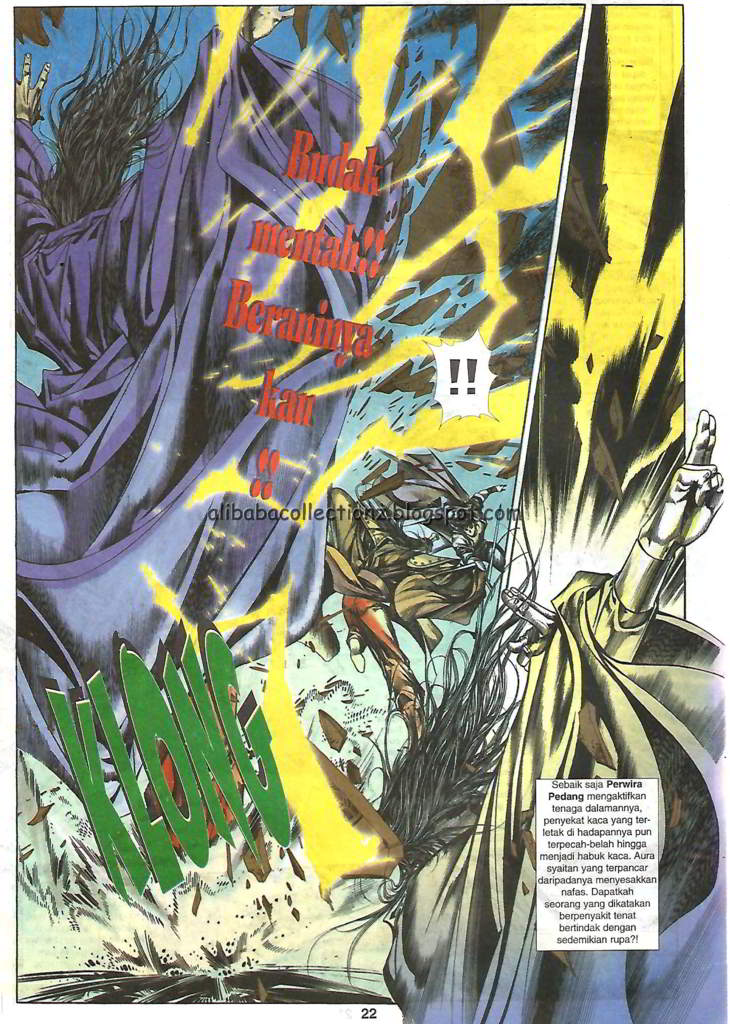 Budak
mentah!!
Beraninya
kau
!!
!!
alibabacollectionz.blogspot.com
KLONG
Sebaik saja Perwira
Pedang mengaktifkan
tenaga dalamannya,
penyekat kaca yang ter-
letak di hadapannya pun
terpecah-belah hingga
menjadi habuk kaca. Aura
syaitan yang terpancar
daripadanya menyesakkan
nafas. Dapatkah
seorang yang dikatakan
berpenyakit tenat
bertindak dengan
sedemikian rupa?!
22